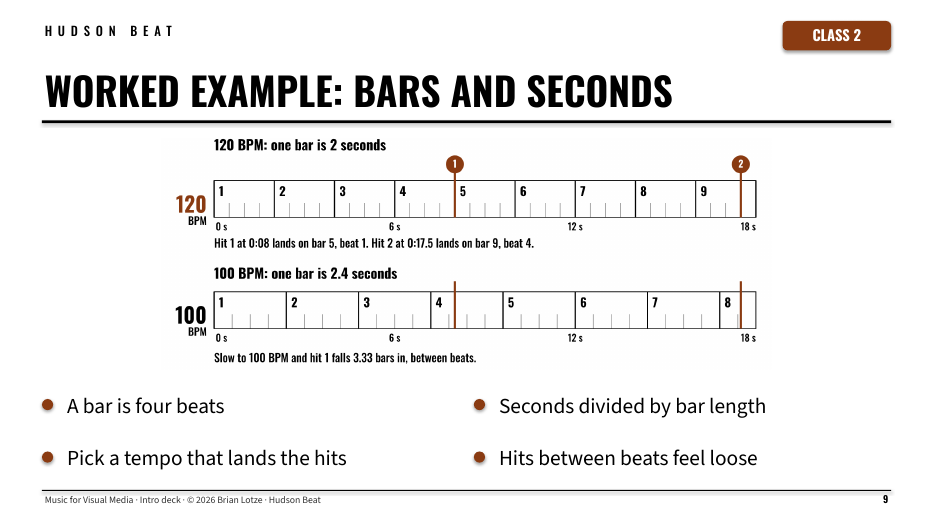 HUDSON BEAT
CLASS 2
WORKED EXAMPLE: BARS AND SECONDS
120 BPM: one bar is 2 seconds
1 2
1 2 3 4 5 6 7 8 9
120
BPM
0 s 6 s 12 s 18 s
Hit 1 at 0:08 lands on bar 5, beat 1. Hit 2 at 0:17.5 lands on bar 9, beat 4.
100 BPM: one bar is 2.4 seconds
1 2 3 4 5 6 7 8
100
BPM
0 s 6 s 12 s 18 s
Slow to 100 BPM and hit 1 falls 3.33 bars in, between beats.
A bar is four beats
Pick a tempo that lands the hits
Seconds divided by bar length
Hits between beats feel loose
Music for Visual Media · Intro deck · © 2026 Brian Lotze · Hudson Beat
9